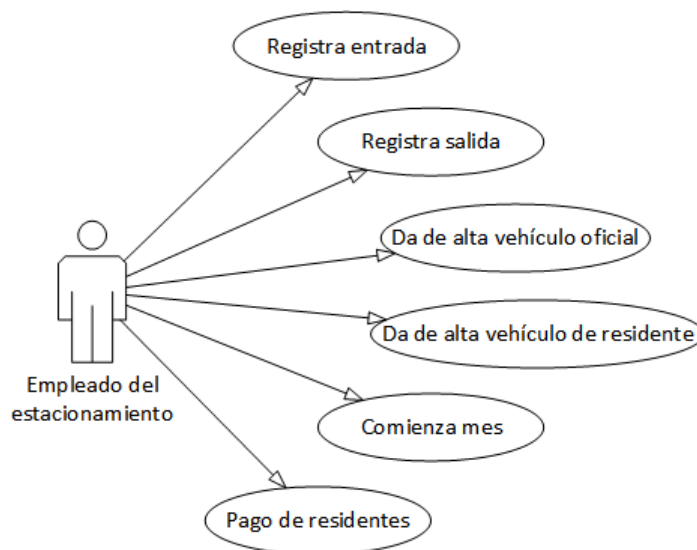 Registra entrada
Registra salida
Da de alta vehículo oficial
Da de alta vehículo de residente
Empleado del
estacionamiento
Comienza mes
Pago de residentes